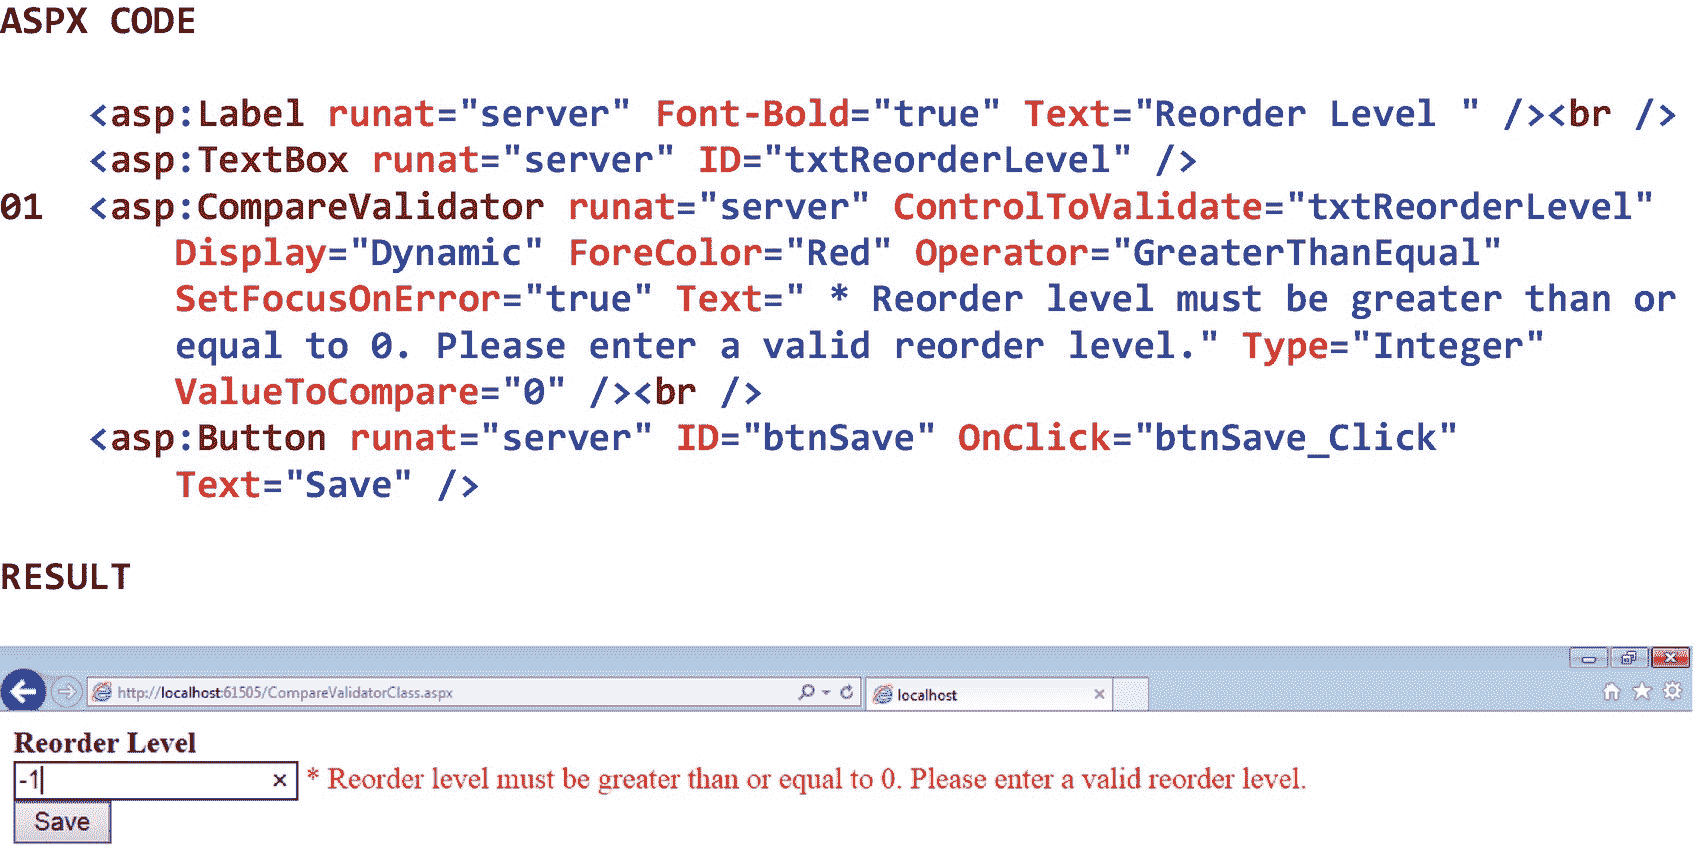 ASPX CODE
<asp:Label runat="server" Font-Bold="true" Text="Reorder Level " /><br />
<asp:TextBox runat="server" ID="txtReorderLevel" />
01 <asp:CompareValidator runat="server" ControlToValidate="txtReorderLevel"
Display="Dynamic" ForeColor="Red" Operator="GreaterThanEqual"
SetFocusOnError="true" Text=" * Reorder level must be greater than or
equal to 0. Please enter a valid reorder level." Type="Integer"
ValueToCompare="0" /><br />
<asp:Button runat="server" ID="btnSave" OnClick="btnSave_Click"
Text="Save" />
RESULT
http://localhost:61505/CompareValidatorClass.aspx localhost
Reorder Level
-1 * Reorder level must be greater than or equal to 0. Please enter a valid reorder level.
Save